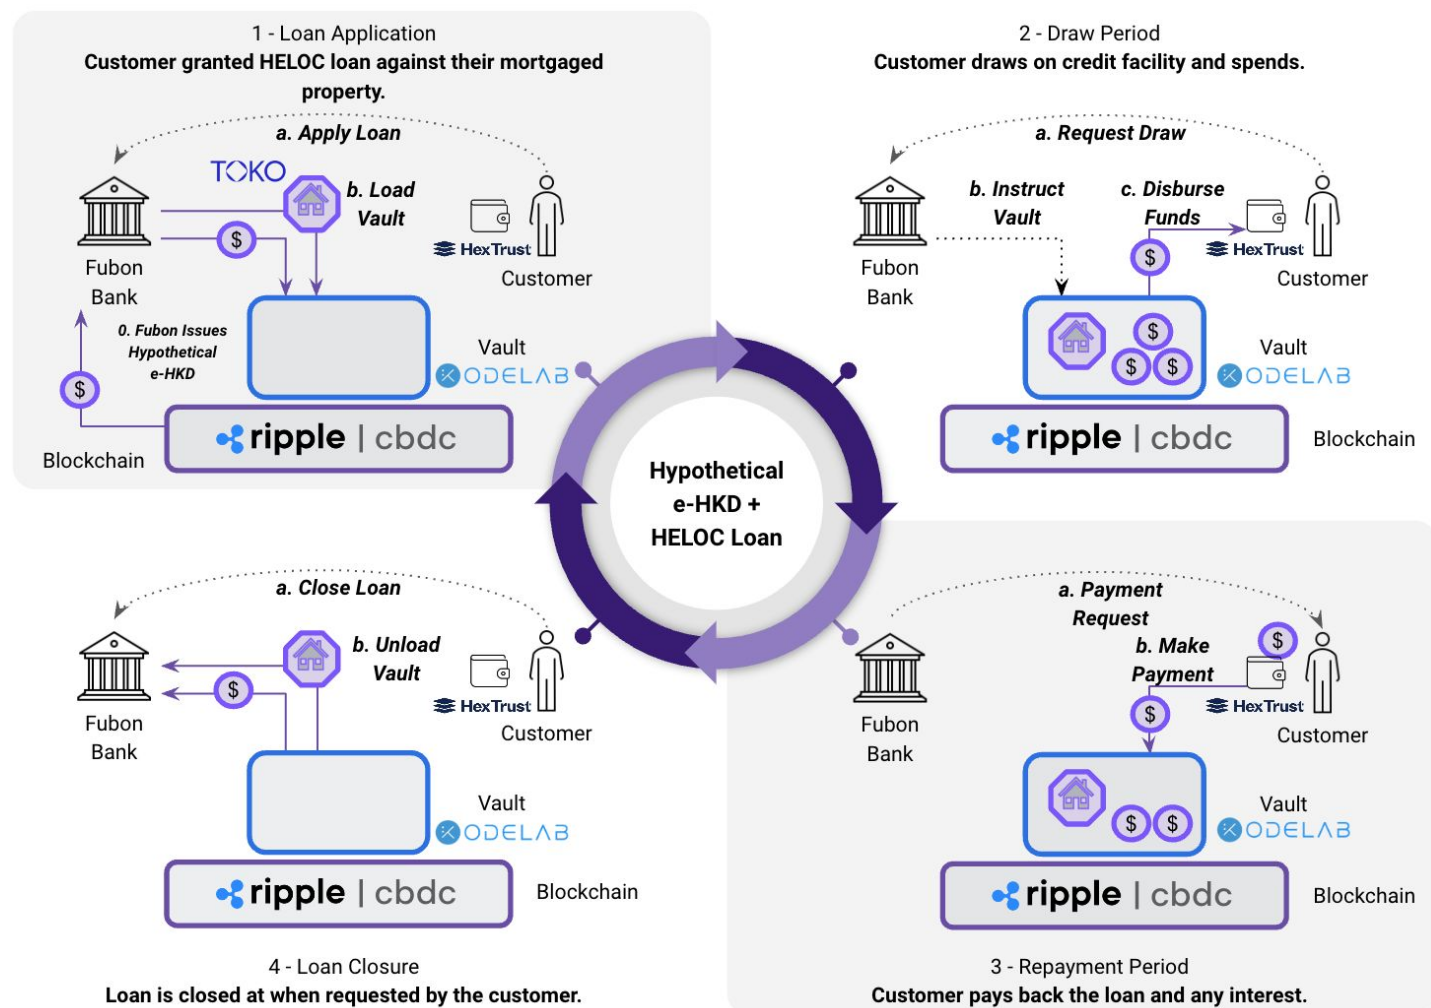 1 - Loan Application
Customer granted HELOC loan against their mortgaged
property.
a. Apply Loan
TOKO
b. Load
Vault
$
HexTrust
Fubon
Bank
Customer
0. Fubon Issues
Hypothetical
e-HKD
$
Vault
KODELAB
ripple | cbdc
Blockchain
2 - Draw Period
Customer draws on credit facility and spends.
a. Request Draw
b. Instruct
Vault
c. Disburse
Funds
HexTrust
$
Fubon
Bank
Customer
$
$ $
Vault
KODELAB
ripple | cbdc
Blockchain
Hypothetical
e-HKD +
HELOC Loan
a. Close Loan
b. Unload
Vault
$
HexTrust
Fubon
Bank
Customer
Vault
KODELAB
ripple | cbdc
Blockchain
4 - Loan Closure
Loan is closed at when requested by the customer.
a. Payment
Request
$
b. Make
Payment
HexTrust
$
Fubon
Bank
Customer
$ $
Vault
KODELAB
ripple | cbdc
Blockchain
3 - Repayment Period
Customer pays back the loan and any interest.